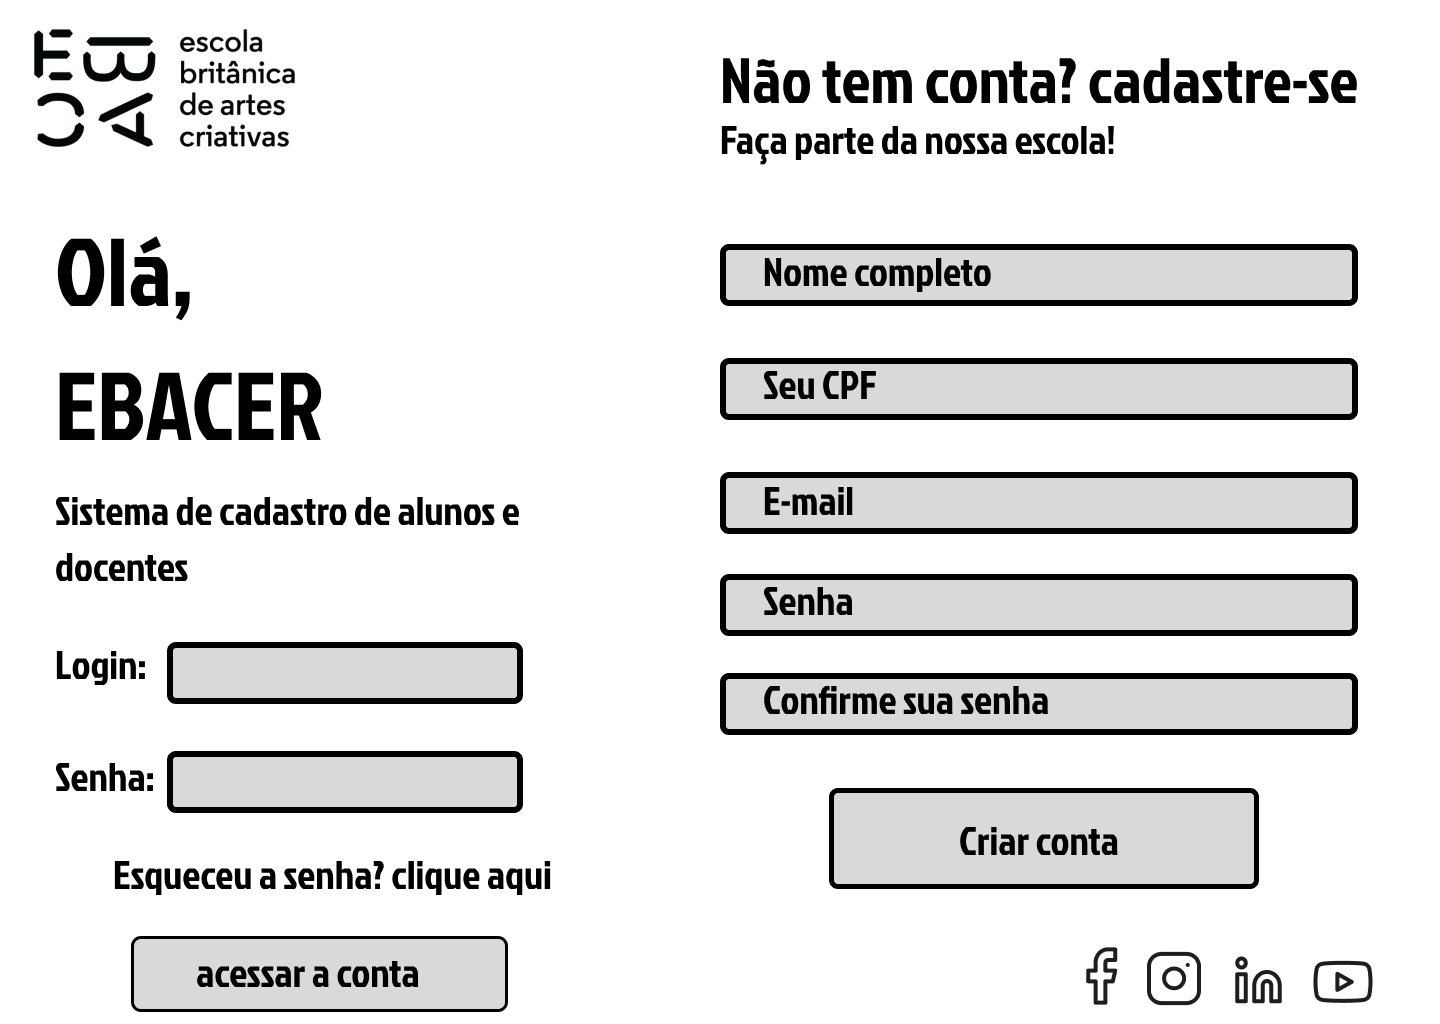 EBAC
escola
britânica
de artes
criativas
Olá,
EBACER
Sistema de cadastro de alunos e
docentes
Login:
Senha:
Esqueceu a senha? clique aqui
acessar a conta
Não tem conta? cadastre-se
Faça parte da nossa escola!
Nome completo
Seu CPF
E-mail
Senha
Confirme sua senha
Criar conta